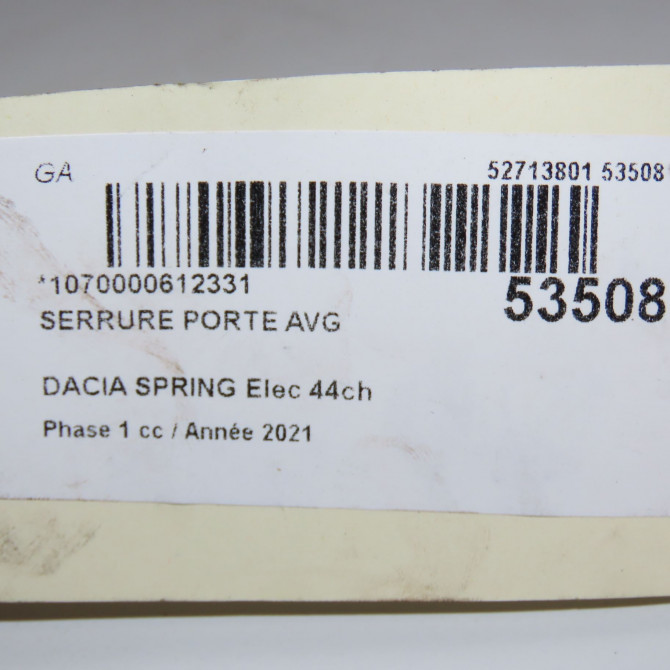 GA
52713801 53508
*1070000612331
53508
SERRURE PORTE AVG
DACIA SPRING Elec 44ch
Phase 1 cc / Année 2021